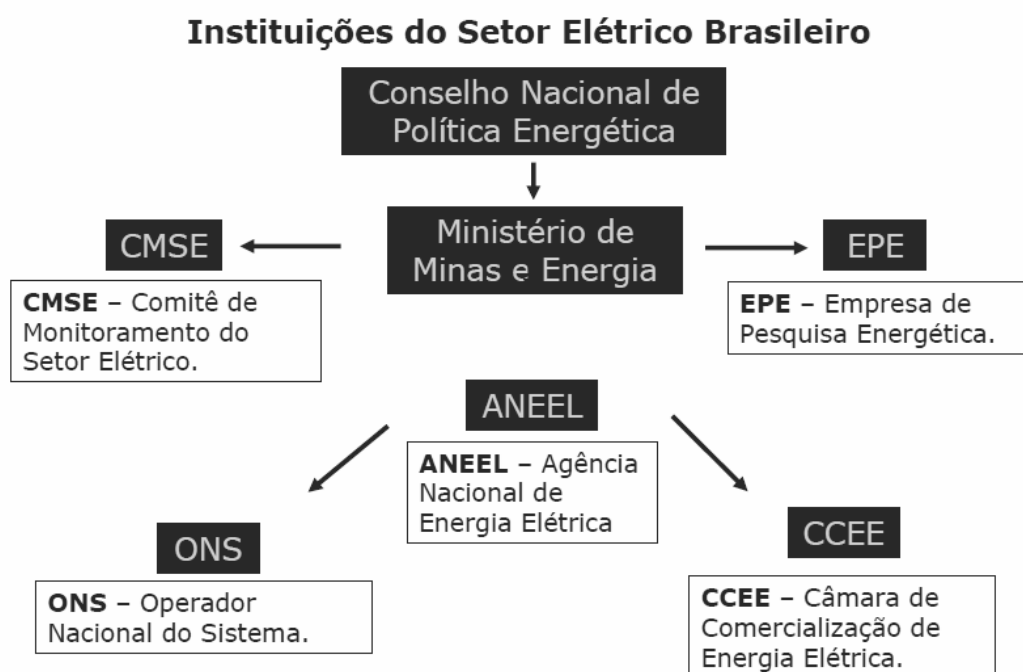 Instituições do Setor Elétrico Brasileiro
Conselho Nacional de
Política Energética
Ministério de
Minas e Energia
CMSE
CMSE – Comitê de
Monitoramento do
Setor Elétrico.
EPE
EPE – Empresa de
Pesquisa Energética.
ANEEL
ANEEL – Agência
Nacional de
Energia Elétrica
ONS
ONS – Operador
Nacional do Sistema.
CCEE
CCEE – Câmara de
Comercialização de
Energia Elétrica.